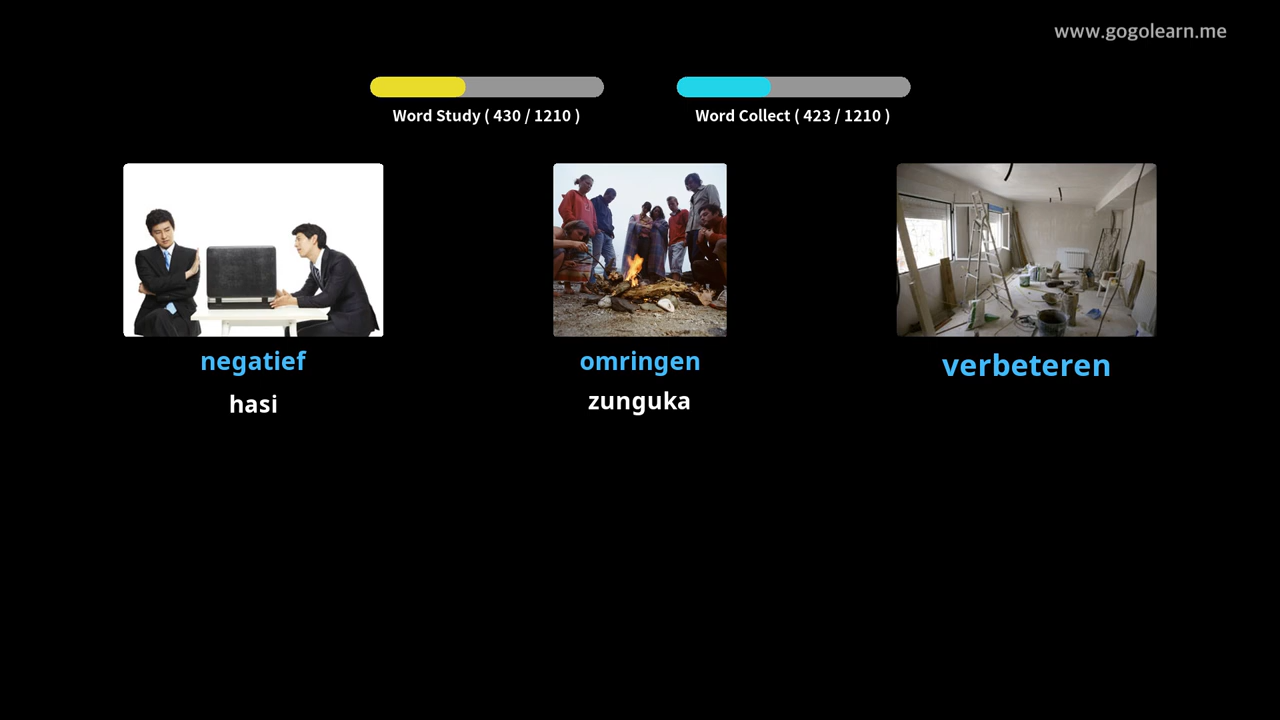 www.gogolearn.me
Word Study ( 430 / 1210 )
Word Collect ( 423 / 1210 )
negatief
omringen
verbeteren
hasi
zunguka